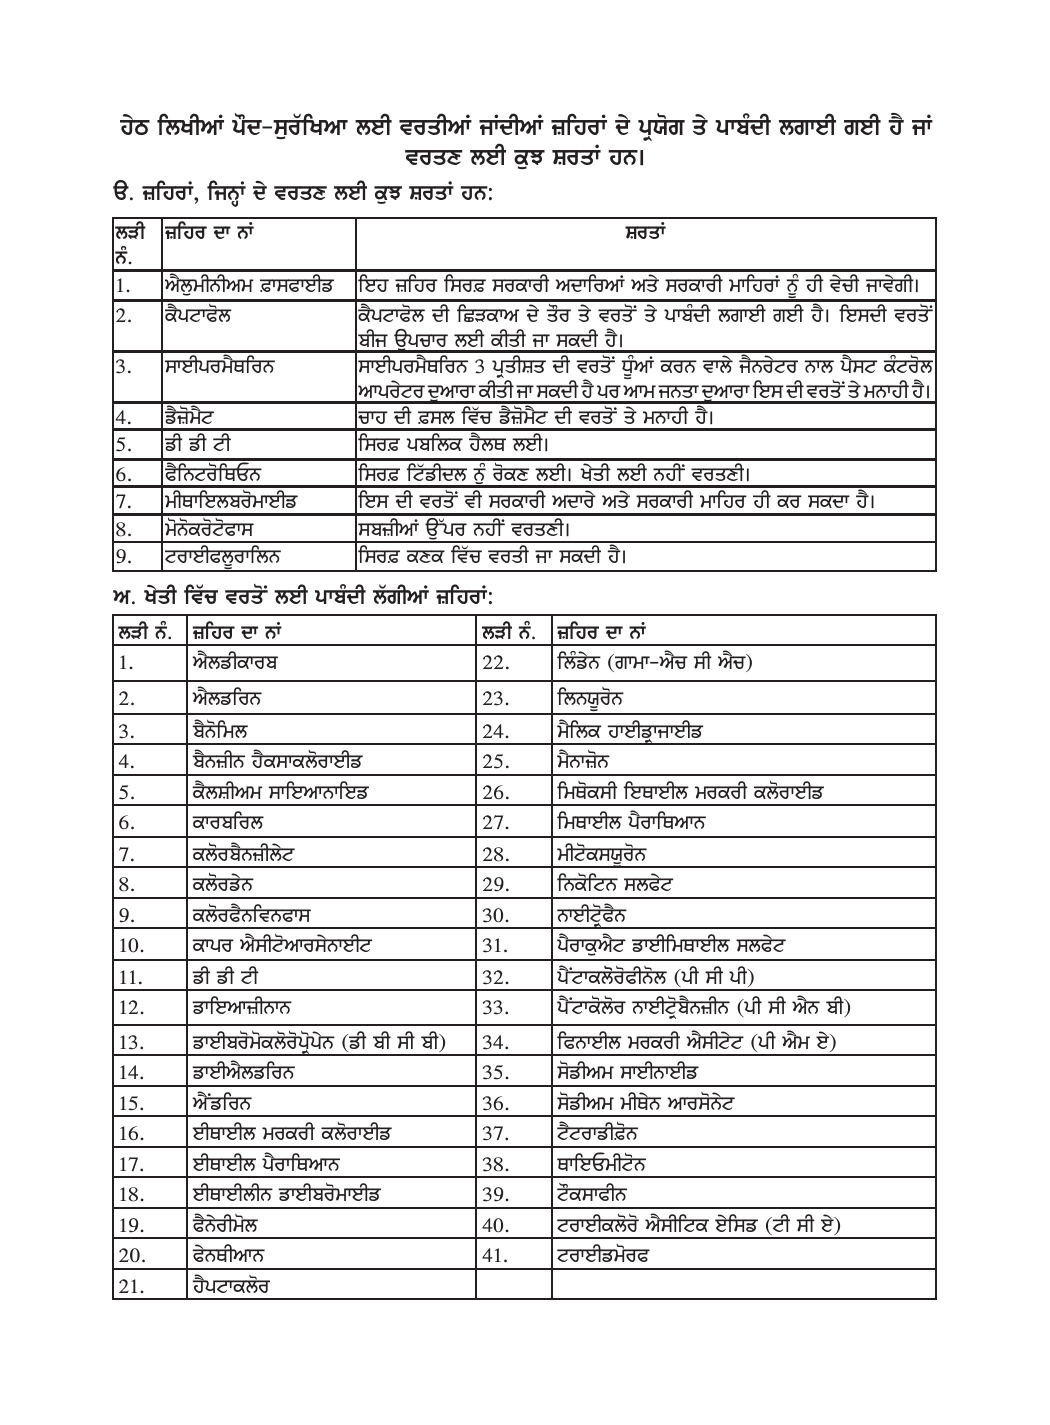 ਹੇਠ ਲਿਖੀਆਂ ਪੌਦ-ਸੁਰੱਖਿਆ ਲਈ ਵਰਤੀਆਂ ਜਾਂਦੀਆਂ ਜ਼ਹਿਰਾਂ ਦੇ ਪ੍ਰਯੋਗ ਤੇ ਪਾਬੰਦੀ ਲਗਾਈ ਗਈ ਹੈ ਜਾਂ
ਵਰਤਣ ਲਈ ਕੁਝ ਸ਼ਰਤਾਂ ਹਨ।
ੳ. ਜ਼ਹਿਰਾਂ, ਜਿਨ੍ਹਾਂ ਦੇ ਵਰਤਣ ਲਈ ਕੁਝ ਸ਼ਰਤਾਂ ਹਨ:
ਲੜੀ ਜ਼ਹਿਰ ਦਾ ਨਾਂ ਸ਼ਰਤਾਂ
ਨੰ.
1. ਐਲੁਮੀਨੀਅਮ ਫ਼ਾਸਫਾਈਡ ਇਹ ਜ਼ਹਿਰ ਸਿਰਫ਼ ਸਰਕਾਰੀ ਅਦਾਰਿਆਂ ਅਤੇ ਸਰਕਾਰੀ ਮਾਹਿਰਾਂ ਨੂੰ ਹੀ ਵੇਚੀ ਜਾਵੇਗੀ।
2. ਕੈਪਟਾਫੋਲ ਕੈਪਟਾਫੋਲ ਦੀ ਛਿੜਕਾਅ ਦੇ ਤੌਰ ਤੇ ਵਰਤੋਂ ਤੇ ਪਾਬੰਦੀ ਲਗਾਈ ਗਈ ਹੈ। ਇਸਦੀ ਵਰਤੋਂ
ਬੀਜ ਉਪਚਾਰ ਲਈ ਕੀਤੀ ਜਾ ਸਕਦੀ ਹੈ।
3. ਸਾਈਪਰਮੈਥਰਿਨ ਸਾਈਪਰਮੈਥਰਿਨ 3 ਪ੍ਰਤੀਸ਼ਤ ਦੀ ਵਰਤੋਂ ਧੂੰਆਂ ਕਰਨ ਵਾਲੇ ਜੈਨਰੇਟਰ ਨਾਲ ਪੈਸਟ ਕੰਟਰੋਲ
ਆਪਰੇਟਰ ਦੁਆਰਾ ਕੀਤੀ ਜਾ ਸਕਦੀ ਹੈ ਪਰ ਆਮ ਜਨਤਾ ਦੁਆਰਾ ਇਸ ਦੀ ਵਰਤੋਂ ਤੇ ਮਨਾਹੀ ਹੈ।
4. ਡੈਜ਼ੋਮੈਟ ਚਾਹ ਦੀ ਫ਼ਸਲ ਵਿੱਚ ਡੈਜ਼ੋਮੈਟ ਦੀ ਵਰਤੋਂ ਤੇ ਮਨਾਹੀ ਹੈ।
5. ਡੀ ਡੀ ਟੀ ਸਿਰਫ਼ ਪਬਲਿਕ ਹੈਲਥ ਲਈ।
6. ਫੈਨਿਟਰੋਥਿਓਨ ਸਿਰਫ਼ ਟਿੱਡੀਦਲ ਨੂੰ ਰੋਕਣ ਲਈ। ਖੇਤੀ ਲਈ ਨਹੀਂ ਵਰਤਣੀ।
7. ਮੀਥਾਇਲਬਰੋਮਾਈਡ ਇਸ ਦੀ ਵਰਤੋਂ ਵੀ ਸਰਕਾਰੀ ਅਦਾਰੇ ਅਤੇ ਸਰਕਾਰੀ ਮਾਹਿਰ ਹੀ ਕਰ ਸਕਦਾ ਹੈ।
8. ਮੋਨੋਕਰੋਟੋਫਾਸ ਸਬਜ਼ੀਆਂ ਉੱਪਰ ਨਹੀਂ ਵਰਤਣੀ।
9. ਟਰਾਈਫਲੂਰਾਲਿਨ ਸਿਰਫ਼ ਕਣਕ ਵਿੱਚ ਵਰਤੀ ਜਾ ਸਕਦੀ ਹੈ।
ਅ. ਖੇਤੀ ਵਿੱਚ ਵਰਤੋਂ ਲਈ ਪਾਬੰਦੀ ਲੱਗੀਆਂ ਜ਼ਹਿਰਾਂ:
ਲੜੀ ਨੰ. ਜ਼ਹਿਰ ਦਾ ਨਾਂ ਲੜੀ ਨੰ. ਜ਼ਹਿਰ ਦਾ ਨਾਂ
1. ਐਲਡੀਕਾਰਬ 22. ਲਿੰਡੇਨ (ਗਾਮਾ-ਐਚ ਸੀ ਐਚ)
2. ਐਲਡਰਿਨ 23. ਲਿਨਯੂਰੋਨ
3. ਬੈਨੋਮਿਲ 24. ਮੈਲਿਕ ਹਾਈਡ੍ਰਾਜਾਈਡ
4. ਬੈਨਜ਼ੀਨ ਹੈਕਸਾਕਲੋਰਾਈਡ 25. ਮੈਨਾਜ਼ੋਨ
5. ਕੈਲਸ਼ੀਅਮ ਸਾਇਆਨਾਇਡ 26. ਮਿਥੋਕਸੀ ਇਥਾਈਲ ਮਰਕਰੀ ਕਲੋਰਾਈਡ
6. ਕਾਰਬਰਿਲ 27. ਮਿਥਾਈਲ ਪੈਰਾਥਿਆਨ
7. ਕਲੋਰਬੈਨਜ਼ੀਲੇਟ 28. ਮੀਟੋਕਸਯੂਰੋਨ
8. ਕਲੋਰਡੇਨ 29. ਨਿਕੋਟਿਨ ਸਲਫੇਟ
9. ਕਲੋਰਫੈਨਵਿਨਫਾਸ 30. ਨਾਈਟ੍ਰੋਫੈਨ
10. ਕਾਪਰ ਐਸੀਟੋਆਰਸੇਨਾਈਟ 31. ਪੈਰਾਕੁਐਟ ਡਾਈਮਿਥਾਈਲ ਸਲਫੇਟ
11. ਡੀ ਡੀ ਟੀ 32. ਪੈਂਟਾਕਲੋਰੋਫੀਨੋਲ (ਪੀ ਸੀ ਪੀ)
12. ਡਾਇਆਜ਼ੀਨਾਨ 33. ਪੈਂਟਾਕੋਲੋਰ ਨਾਈਟ੍ਰੋਬੈਨਜ਼ੀਨ (ਪੀ ਸੀ ਐਨ ਬੀ)
13. ਡਾਈਬਰੋਮੋਕਲੋਰੋਪ੍ਰੋਪੇਨ (ਡੀ ਬੀ ਸੀ ਬੀ) 34. ਫਿਨਾਈਲ ਮਰਕਰੀ ਐਸੀਟੇਟ (ਪੀ ਐਮ ਏ)
14. ਡਾਈਐਲਡਰਿਨ 35. ਸੋਡੀਅਮ ਸਾਈਨਾਈਡ
15. ਐਂਡਰਿਨ 36. ਸੋਡੀਅਮ ਮੀਥੇਨ ਆਰਸੋਨੇਟ
16. ਈਥਾਈਲ ਮਰਕਰੀ ਕਲੋਰਾਈਡ 37. ਟੈਟਰਾਡੀਫ਼ੋਨ
17. ਈਥਾਈਲ ਪੈਰਾਥਿਆਨ 38. ਥਾਇਓਮੀਟੋਨ
18. ਈਥਾਈਲੀਨ ਡਾਈਬਰੋਮਾਈਡ 39. ਟੌਕਸਾਫੀਨ
19. ਫੈਨੇਰੀਮੋਲ 40. ਟਰਾਈਕਲੋਰੋ ਐਸੀਟਿਕ ਏਸਿਡ (ਟੀ ਸੀ ਏ)
20. ਫੇਨਥੀਆਨ 41. ਟਰਾਈਡਮੋਰਫ
21. ਹੈਪਟਾਕਲੋਰ